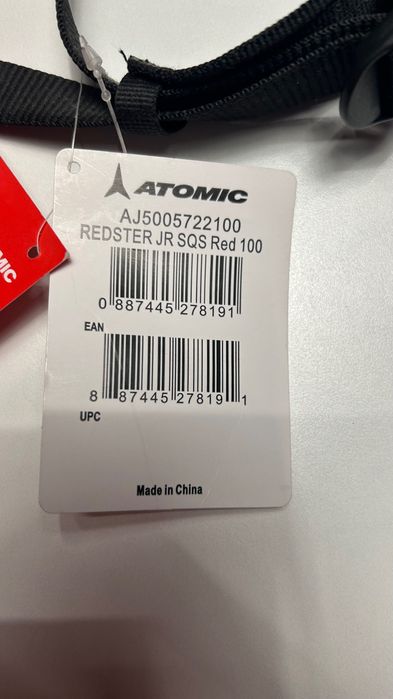 ATOMIC
AJ5005722100
REDSTER JR SQS Red 100
0 887445 278191
EAN
8 87445 27819 1
UPC
Made in China
OMIC